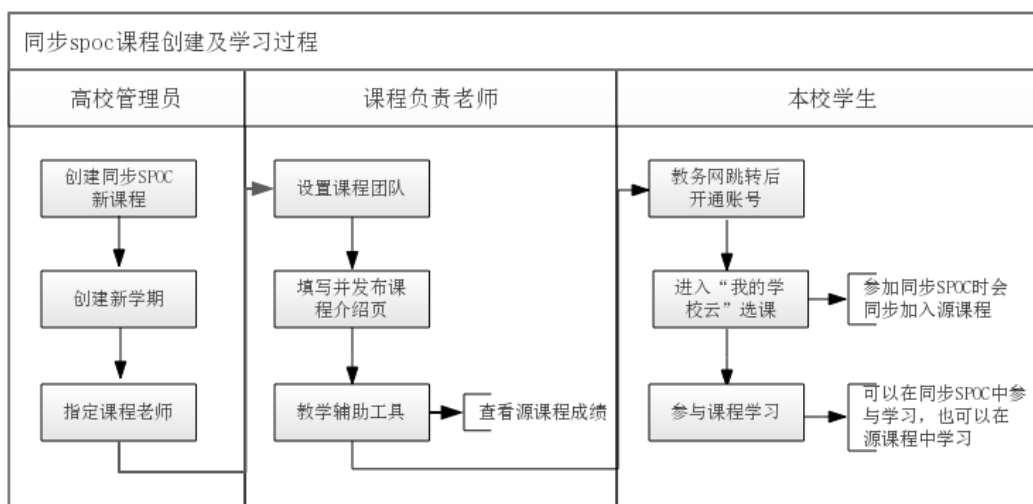 同步spoc课程创建及学习过程
高校管理员
课程负责老师
本校学生
创建同步SPOC
新课程
创建新学期
指定课程老师
设置课程团队
填写并发布课
程介绍页
教学辅助工具
查看源课程成绩
教务网跳转后
开通账号
进入“我的学
校云”选课
参加同步SPOC时会
同步加入源课程
参与课程学习
可以在同步SPOC中参
与学习，也可以在
源课程中学习